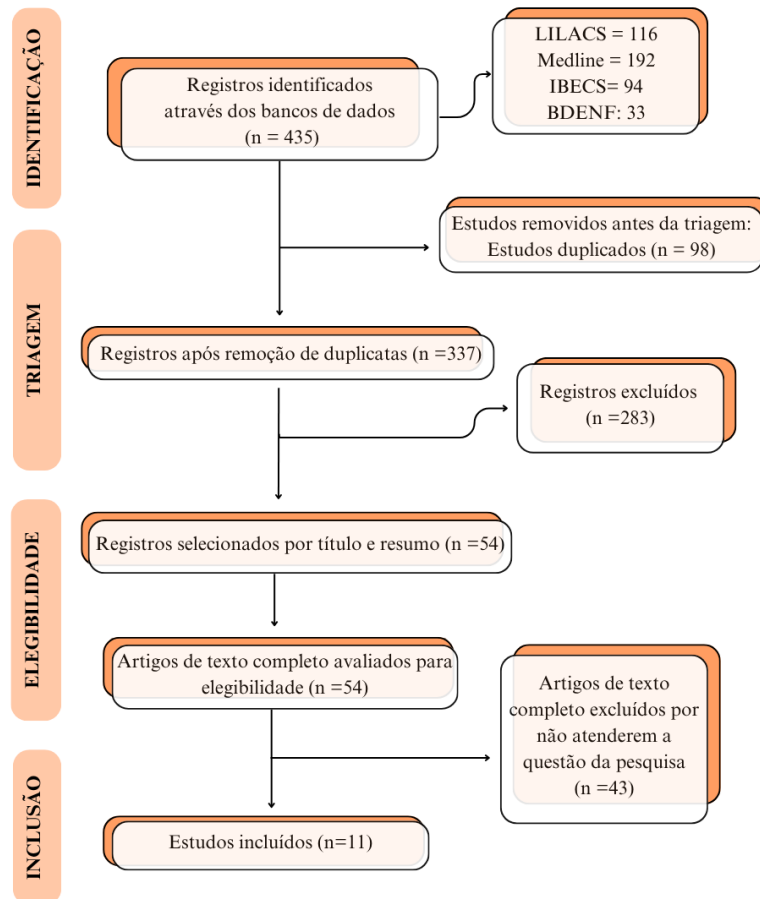 IDENTIFICAÇÃO
Registros identificados
através dos bancos de dados
(n = 435)
LILACS = 116
Medline = 192
IBECS= 94
BDENF: 33
Estudos removidos antes da triagem:
Estudos duplicados (n = 98)
TRIAGEM
Registros após remoção de duplicatas (n =337)
Registros excluídos
(n =283)
ELEGIBILIDADE
Registros selecionados por título e resumo (n =54)
Artigos de texto completo avaliados para
elegibilidade (n =54)
Artigos de texto
completo excluídos por
não atenderem a
questão da pesquisa
(n =43)
INCLUSÃO
Estudos incluídos (n=11)